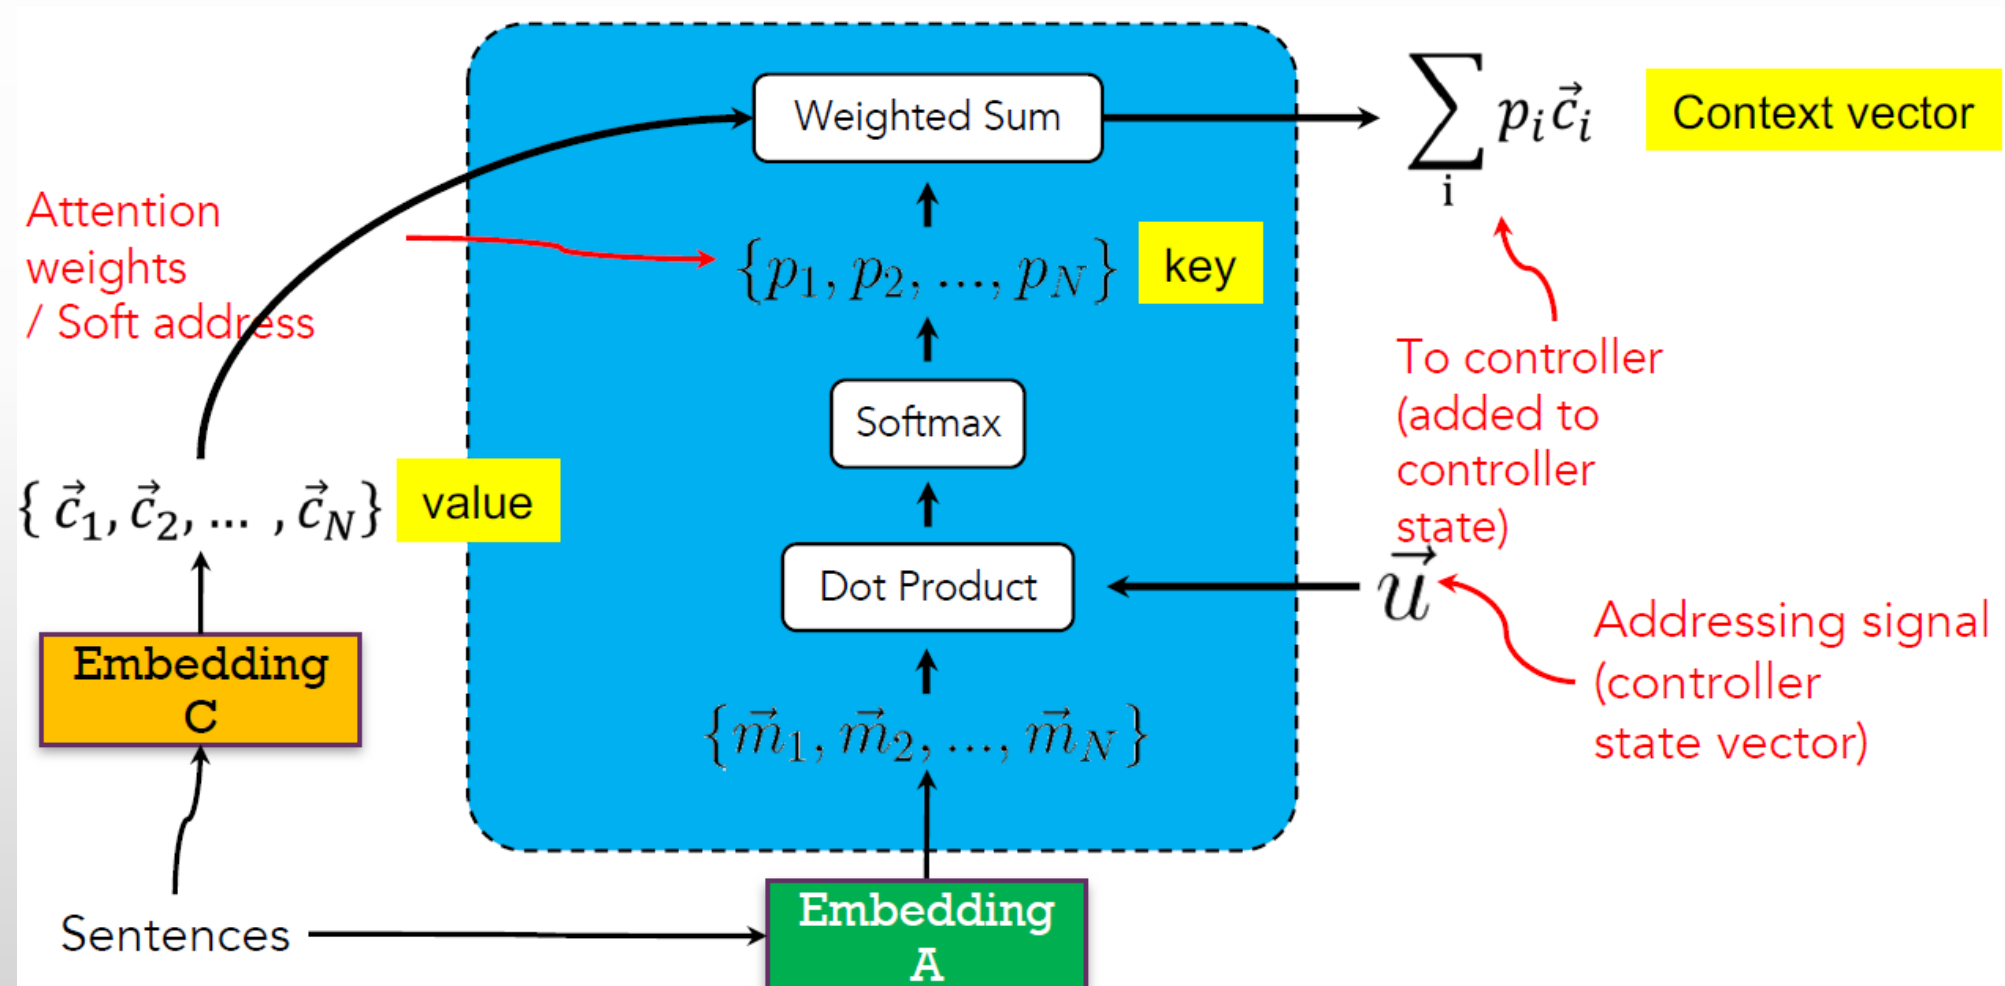 Weighted Sum
∑ᵢ pᵢc⃗ᵢ
Context vector
Attention
weights
/ Soft address
{p₁, p₂, ..., p_N}
key
To controller
(added to
controller
state)
Softmax
{ c⃗₁, c⃗₂, ... , c⃗_N}
value
Dot Product
u⃗
Addressing signal
(controller
state vector)
Embedding
C
{m⃗₁, m⃗₂, ..., m⃗_N}
Sentences
Embedding
A